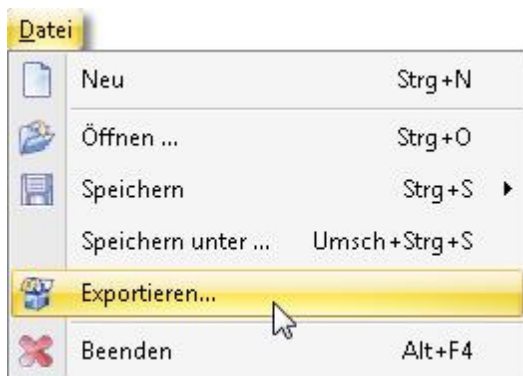 Datei
Neu Strg+N
Öffnen ... Strg+O
Speichern Strg+S
Speichern unter ... Umsch+Strg+S
Exportieren...
Beenden Alt+F4